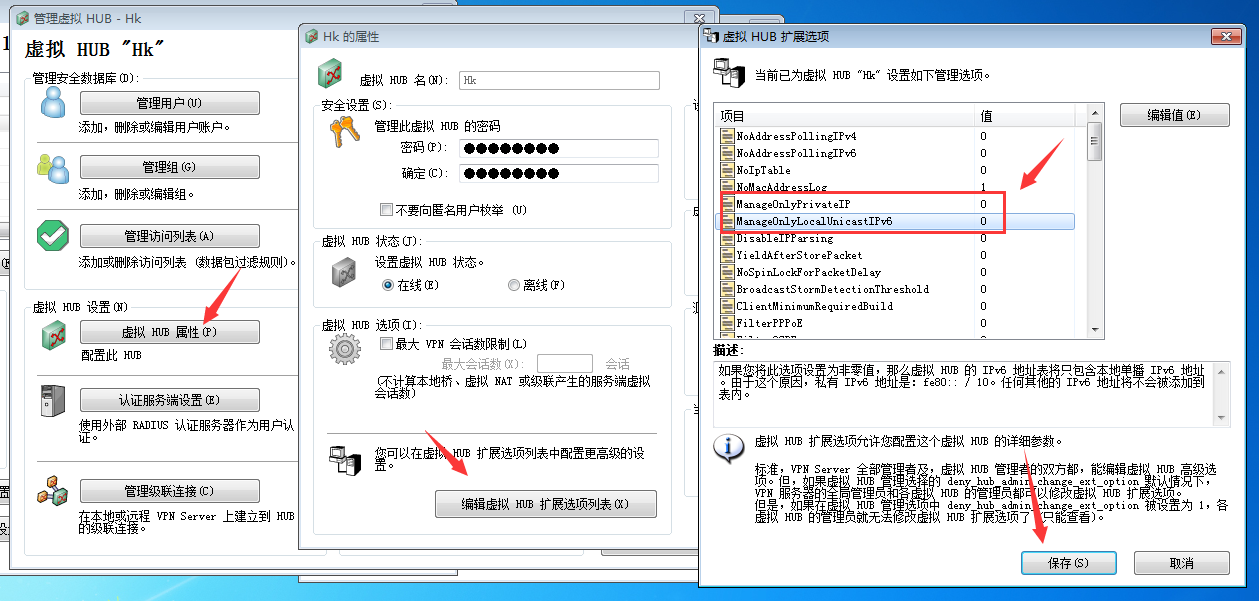 管理虚拟 HUB - Hk
虚拟 HUB "Hk"
管理安全数据库(D):
管理用户(U)
添加, 删除或编辑用户账户。
管理组(G)
添加, 删除或编辑组。
管理访问列表(A)
添加或删除访问列表 (数据包过滤规则)。
虚拟 HUB 设置(N)
虚拟 HUB 属性(P)
配置此 HUB
认证服务端设置(E)
使用外部 RADIUS 认证服务器作为用户认
证。
管理级联连接(C)
在本地或远程 VPN Server 上建立到 HUB
的级联连接。
Hk 的属性
虚拟 HUB 名(N):
Hk
安全设置(S):
管理此虚拟 HUB 的密码
密码(P): ●●●●●●●●
确定(C): ●●●●●●●●
不要向匿名用户枚举 (U)
虚拟 HUB 状态(J):
设置虚拟 HUB 状态。
在线(E)
离线(F)
虚拟 HUB 选项(I):
最大 VPN 会话数限制(L)
最大会话数(X):
会话
(不计算本地桥、虚拟 NAT 或级联产生的服务端虚拟
会话数)
您可以在虚拟 HUB 扩展选项列表中配置更高级的设
置。
编辑虚拟 HUB 扩展选项列表(X)
虚拟 HUB 扩展选项
当前已为虚拟 HUB "Hk" 设置如下管理选项。
项目 值
NoAddressPollingIPv4 0
NoAddressPollingIPv6 0
NoIpTable 0
NoMacAddressLog 1
ManageOnlyPrivateIP 0
ManageOnlyLocalUnicastIPv6 0
DisableIPParsing 0
YieldAfterStorePacket 0
NoSpinLockForPacketDelay 0
BroadcastStormDetectionThreshold 0
ClientMinimumRequiredBuild 0
FilterPPPoE 0
编辑值(E)
描述:
如果您将此选项设置为非零值，那么虚拟 HUB 的 IPv6 地址表将只包含本地单播 IPv6 地址
。由于这个原因，私有 IPv6 地址是: fe80:: / 10。任何其他的 IPv6 地址将不会被添加到
表内。
虚拟 HUB 扩展选项允许您配置这个虚拟 HUB 的详细参数。
标准，VPN Server 全部管理者及，虚拟 HUB 管理者的双方都，能编辑虚拟 HUB 高级选
项。但，如果虚拟 HUB 管理选择的 deny_hub_admin_change_ext_option 默认情况下，
VPN 服务器的全局管理员和各虚拟 HUB 的管理员都可以修改虚拟 HUB 扩展选项。
但是，如果在虚拟 HUB 管理选项中 deny_hub_admin_change_ext_option 被设置为 1，各
虚拟 HUB 的管理员就无法修改虚拟 HUB 扩展选项了 (只能查看)。
保存(S)
取消